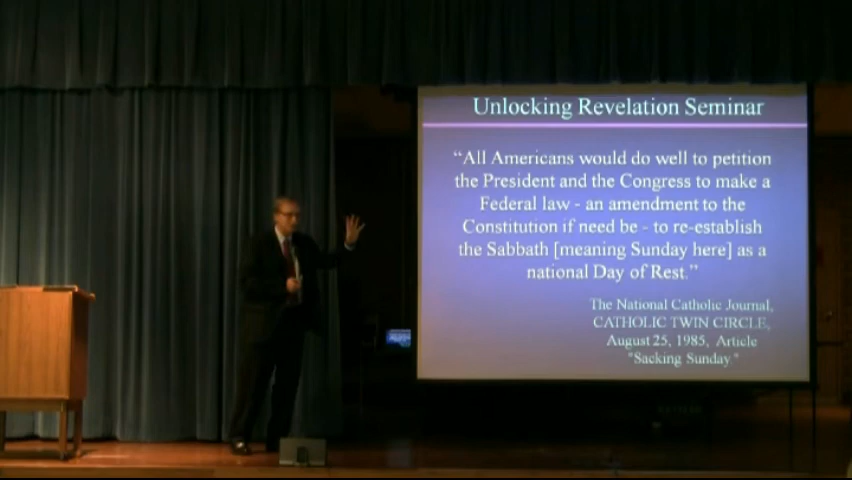 Unlocking Revelation Seminar
“All Americans would do well to petition
the President and the Congress to make a
Federal law - an amendment to the
Constitution if need be - to re-establish
the Sabbath [meaning Sunday here] as a
national Day of Rest.”
The National Catholic Journal,
CATHOLIC TWIN CIRCLE,
August 25, 1985, Article
"Sacking Sunday."